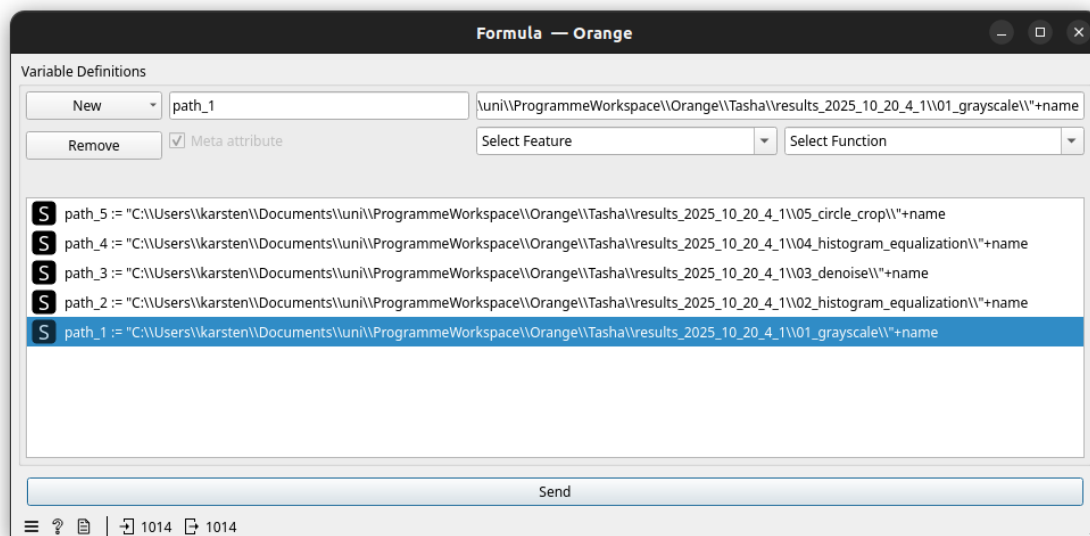 Formula — Orange
Variable Definitions
New path_1 \uni\\ProgrammeWorkspace\\Orange\\Tasha\\results_2025_10_20_4_1\\01_grayscale\\"+name
Remove Meta attribute Select Feature Select Function
S path_5 := "C:\\Users\\karsten\\Documents\\uni\\ProgrammeWorkspace\\Orange\\Tasha\\results_2025_10_20_4_1\\05_circle_crop\\"+name
S path_4 := "C:\\Users\\karsten\\Documents\\uni\\ProgrammeWorkspace\\Orange\\Tasha\\results_2025_10_20_4_1\\04_histogram_equalization\\"+name
S path_3 := "C:\\Users\\karsten\\Documents\\uni\\ProgrammeWorkspace\\Orange\\Tasha\\results_2025_10_20_4_1\\03_denoise\\"+name
S path_2 := "C:\\Users\\karsten\\Documents\\uni\\ProgrammeWorkspace\\Orange\\Tasha\\results_2025_10_20_4_1\\02_histogram_equalization\\"+name
S path_1 := "C:\\Users\\karsten\\Documents\\uni\\ProgrammeWorkspace\\Orange\\Tasha\\results_2025_10_20_4_1\\01_grayscale\\"+name
Send
? 1014 1014